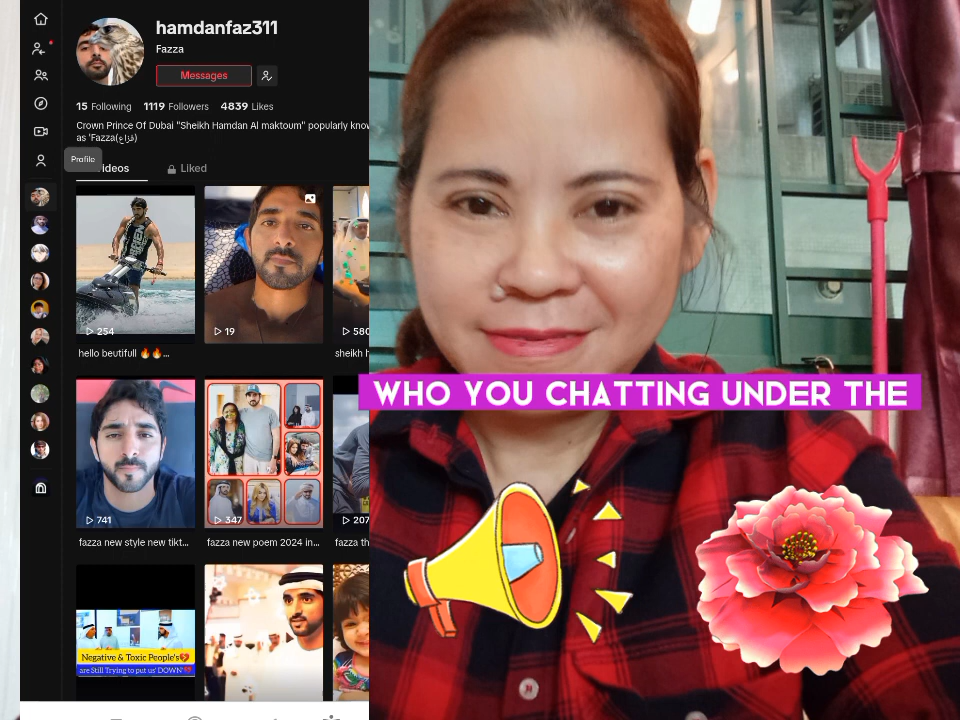 hamdanfaz311
Fazza
Messages
15 Following 1119 Followers 4839 Likes
Crown Prince Of Dubai "Sheikh Hamdan Al maktoum" popularly know
as 'Fazza(فزاع)
Profile
ideos
Liked
254
19
580
hello beutifull 🔥🔥...
sheikh h
WHO YOU CHATTING UNDER THE
741
347
207
fazza new style new tikt...
fazza new poem 2024 in...
fazza th
Negative & Toxic People's💔
are Still Trying to put us' DOWN💔